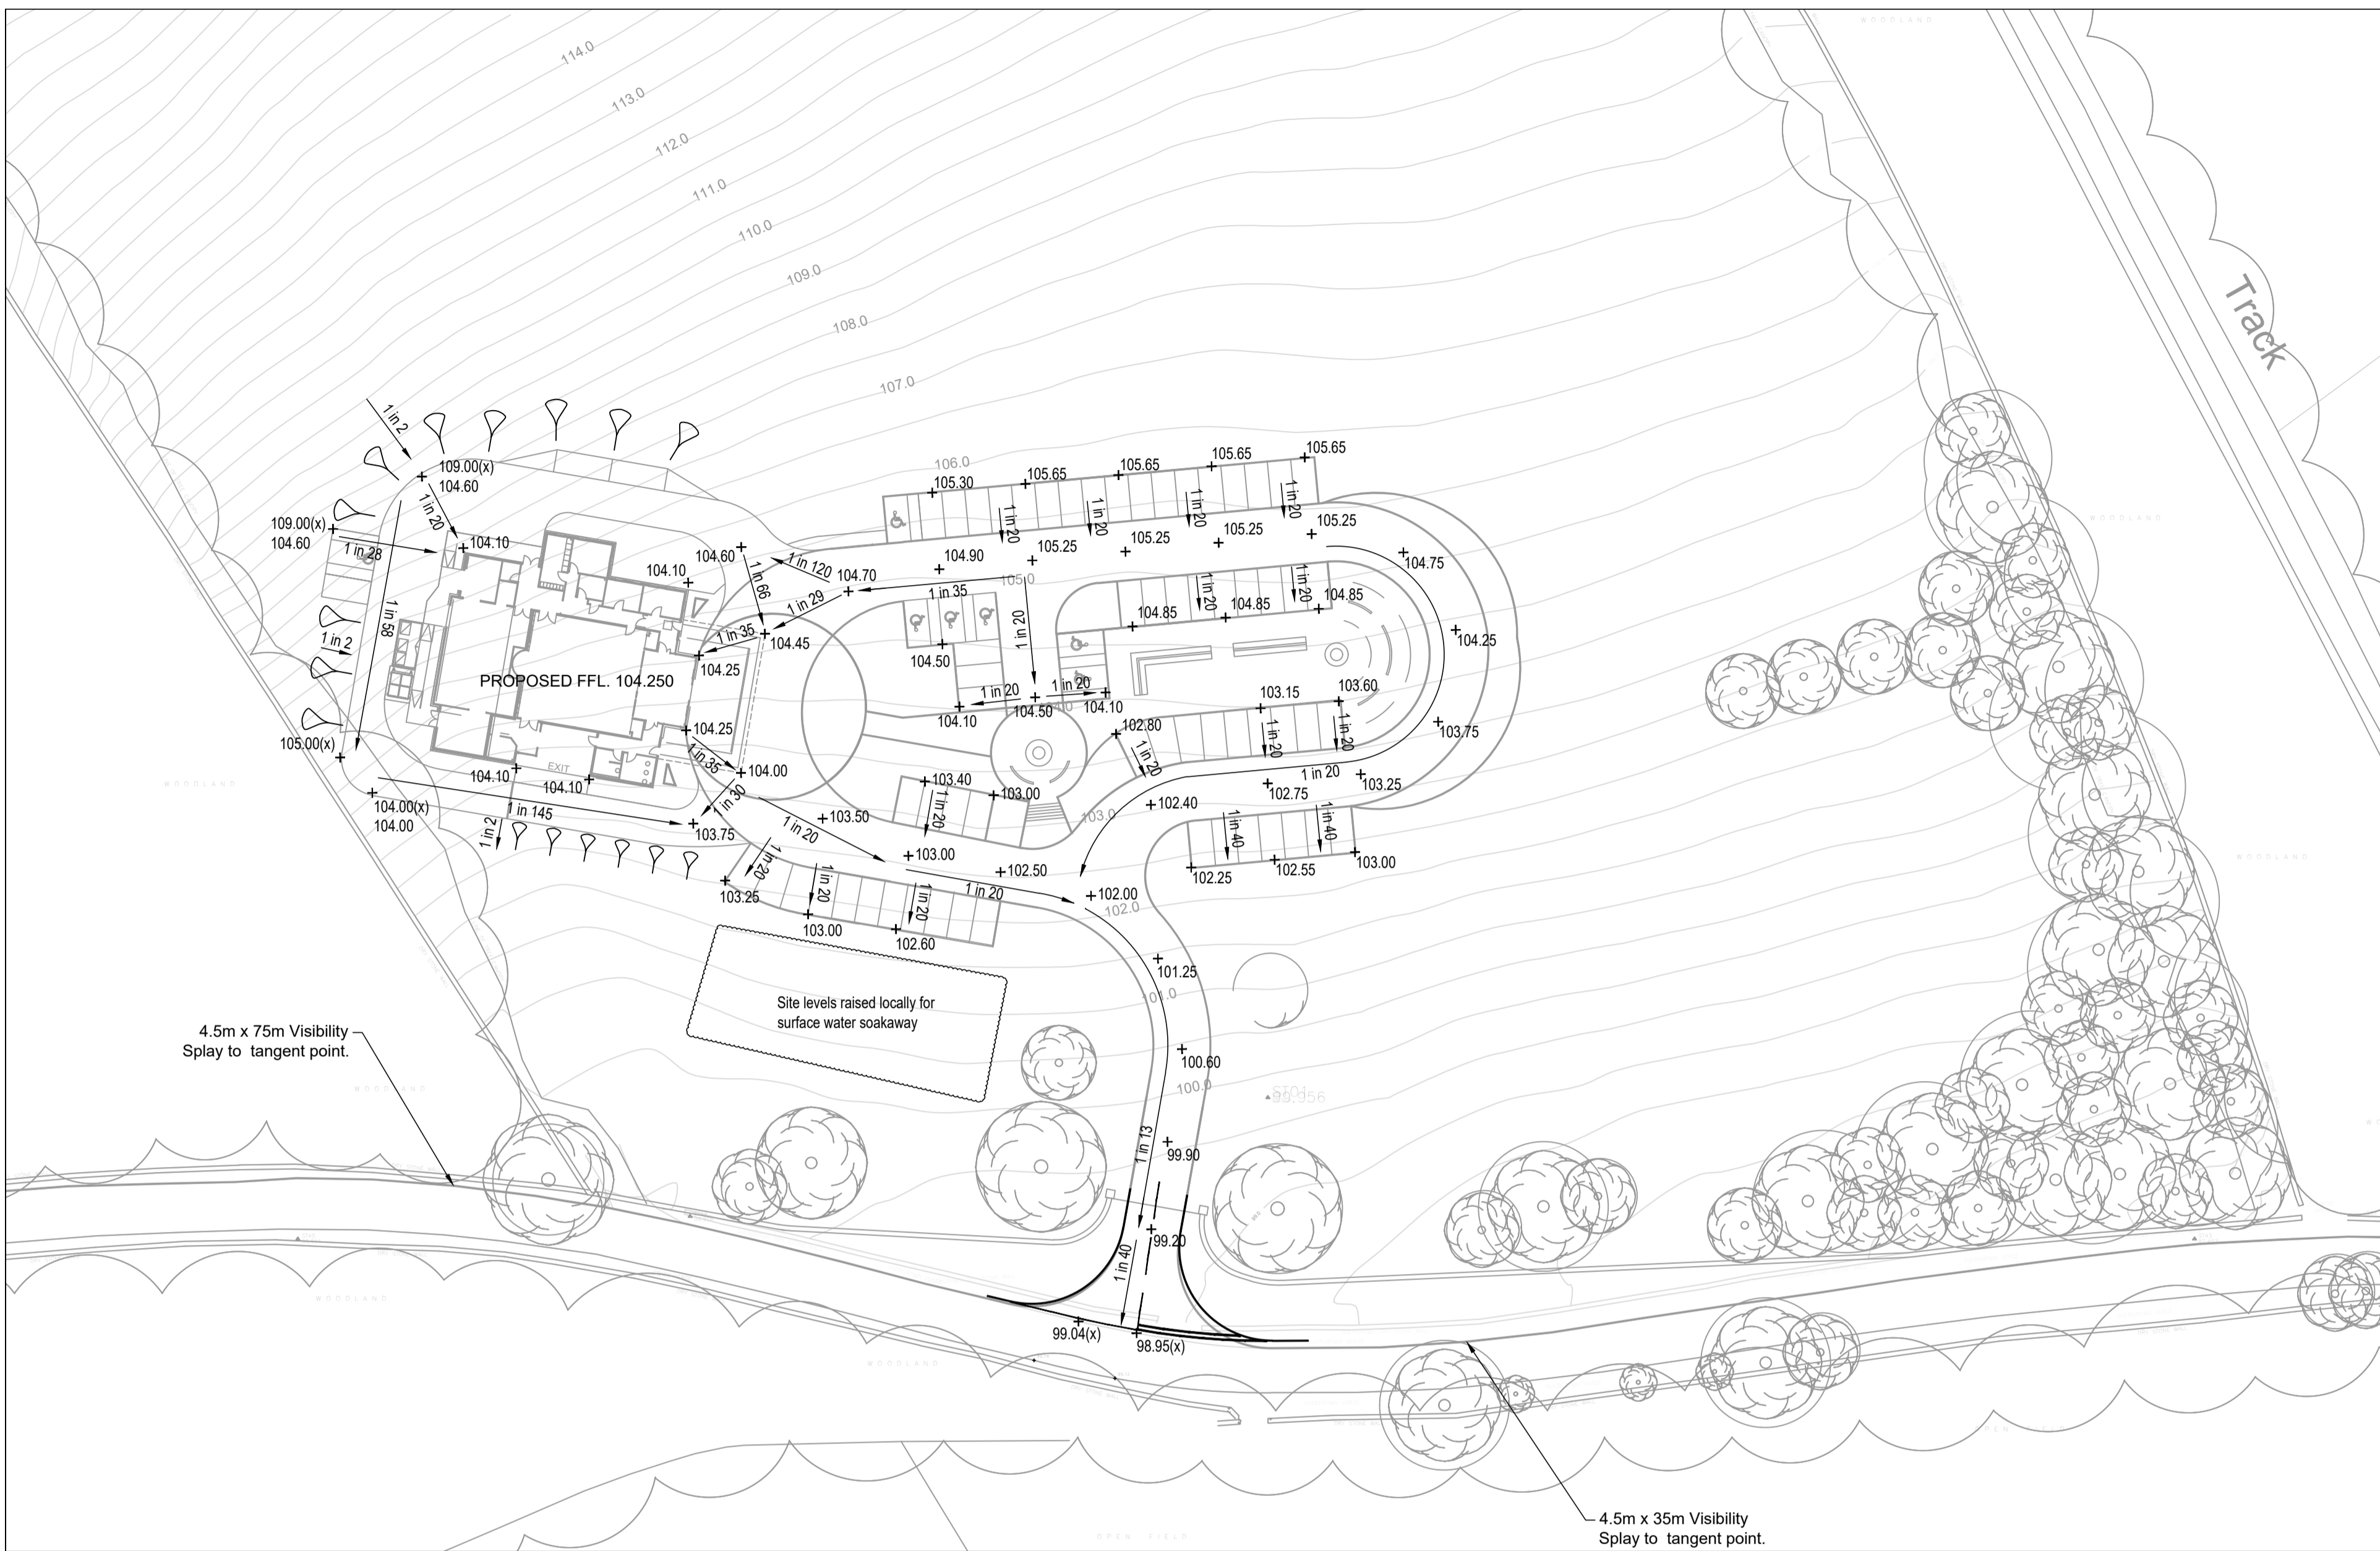 WOODLAND
114.0
113.0
112.0
111.0
110.0
109.0
108.0
107.0
106.0
Track
WOODLAND
1 in 2
109.00(x)
104.60
1 in 20
109.00(x)
104.60
1 in 28
104.10
1 in 58
1 in 2
105.00(x)
104.00(x)
104.00
1 in 2
1 in 145
PROPOSED FFL. 104.250
EXIT
104.10
104.10
104.10
104.60
1 in 66
1 in 120
104.70
1 in 29
1 in 35
104.45
104.25
104.25
1 in 35
104.00
1 in 30
103.75
105.30
105.65
105.65
105.65
105.65
1 in 20
1 in 20
1 in 20
1 in 20
104.90
105.25
105.25
105.25
105.25
105.0
1 in 35
1 in 20
104.50
1 in 20
1 in 20
104.10
104.50
104.10
1 in 20
1 in 20
104.85
104.85
104.85
104.75
104.25
103.75
103.15
103.60
102.80
1 in 20
1 in 20
1 in 20
1 in 20
103.25
102.75
102.40
103.0
1 in 40
1 in 40
102.25
102.55
103.00
103.40
103.00
1 in 20
103.50
1 in 20
103.00
102.50
1 in 20
102.00
102.0
1 in 20
1 in 20
1 in 20
103.25
103.00
102.60
101.25
101.0
100.60
100.0
Site levels raised locally for
surface water soakaway
99.90
1 in 13
99.20
1 in 40
99.04(x)
98.95(x)
4.5m x 75m Visibility
Splay to tangent point.
4.5m x 35m Visibility
Splay to tangent point.
WOODLAND
WOODLAND
WOODLAND
WOODLAND
WOODLAND
OPEN FIELD